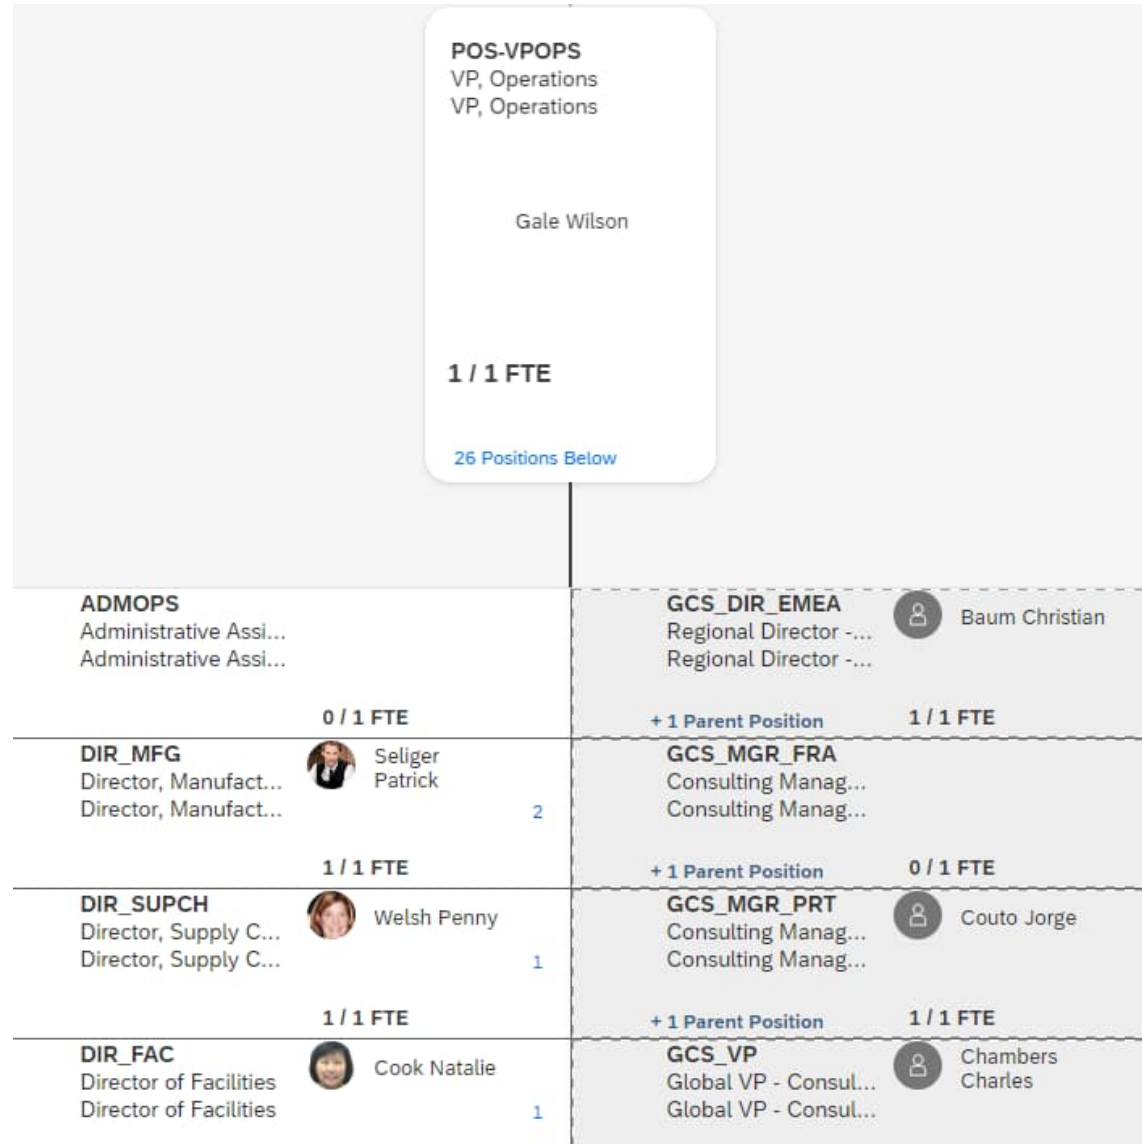 POS-VPOPS
VP, Operations
VP, Operations
Gale Wilson
1 / 1 FTE
26 Positions Below
ADMOPS
Administrative Assi...
Administrative Assi...
0 / 1 FTE
DIR_MFG
Director, Manufact...
Director, Manufact...
Seliger
Patrick
2
1 / 1 FTE
DIR_SUPCH
Director, Supply C...
Director, Supply C...
Welsh Penny
1
1 / 1 FTE
DIR_FAC
Director of Facilities
Director of Facilities
Cook Natalie
1
GCS_DIR_EMEA
Regional Director -...
Regional Director -...
Baum Christian
+ 1 Parent Position
1 / 1 FTE
GCS_MGR_FRA
Consulting Manag...
Consulting Manag...
+ 1 Parent Position
0 / 1 FTE
GCS_MGR_PRT
Consulting Manag...
Consulting Manag...
Couto Jorge
+ 1 Parent Position
1 / 1 FTE
GCS_VP
Global VP - Consul...
Global VP - Consul...
Chambers
Charles